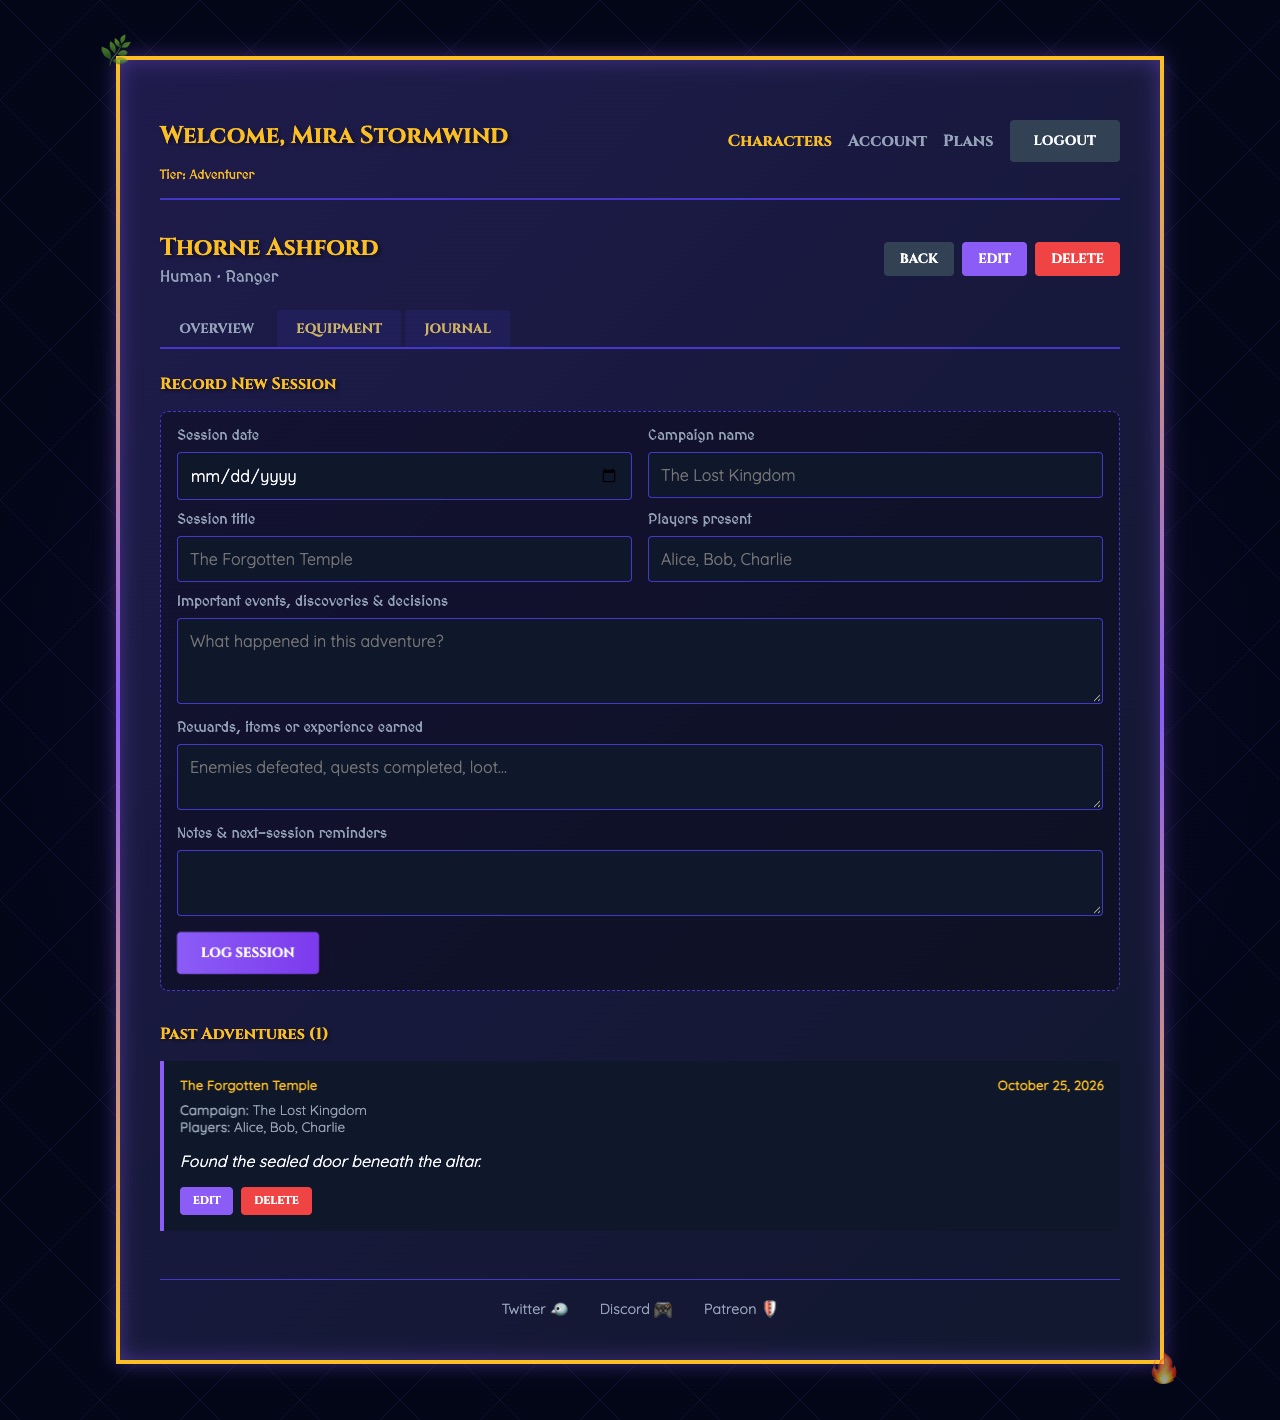 Welcome, Mira Stormwind
Characters Account Plans LOGOUT
Tier: Adventurer
Thorne Ashford
Human · Ranger
BACK EDIT DELETE
OVERVIEW EQUIPMENT JOURNAL
Record New Session
Session date Campaign name
mm/dd/yyyy The Lost Kingdom
Session title Players present
The Forgotten Temple Alice, Bob, Charlie
Important events, discoveries & decisions
What happened in this adventure?
Rewards, items or experience earned
Enemies defeated, quests completed, loot...
Notes & next-session reminders
LOG SESSION
Past Adventures (1)
The Forgotten Temple October 25, 2026
Campaign: The Lost Kingdom
Players: Alice, Bob, Charlie
Found the sealed door beneath the altar.
EDIT DELETE
Twitter Discord Patreon